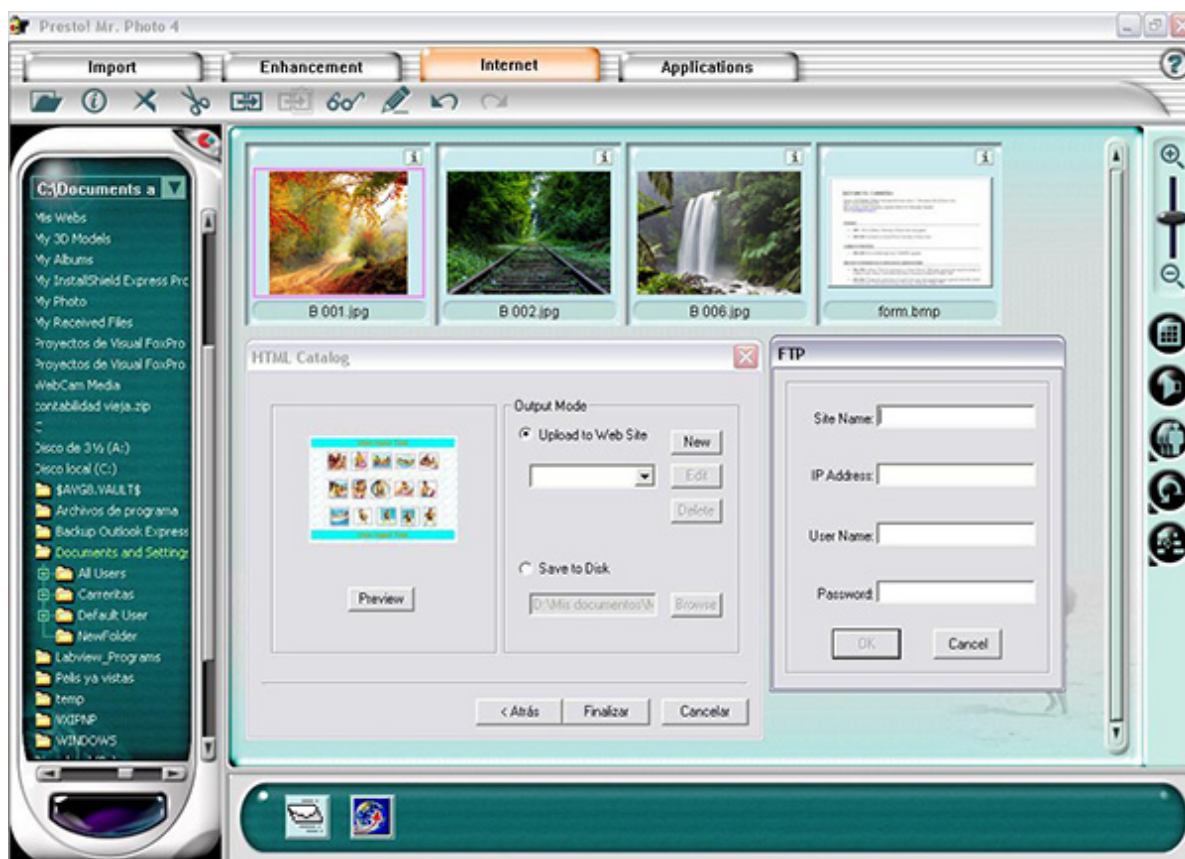 Presto! Mr. Photo 4
Import
Enhancement
Internet
Applications
C:\Documents a
Mis Webs
My 3D Models
My Albums
My InstallShield Express Prc
My Photo
My Received Files
Proyectos de Visual FoxPro
Proyectos de Visual FoxPro
WebCam Media
contabilidad vieja.zip
Disco de 3½ (A:)
Disco local (C:)
$AVG8.VAULT$
Archivos de programa
Backup Outlook Express
Documents and Settings
All Users
Carreritas
Default User
NewFolder
Labview_Programs
Pelis ya vistas
temp
VXIPNP
WINDOWS
B 001.jpg
B 002.jpg
B 006.jpg
form.bmp
HTML Catalog
Preview
Output Mode
Upload to Web Site
New
Edit
Delete
Save to Disk
D:\Mis documentos\M
Browse
< Atrás
Finalizar
Cancelar
FTP
Site Name:
IP Address:
User Name:
Password:
OK
Cancel